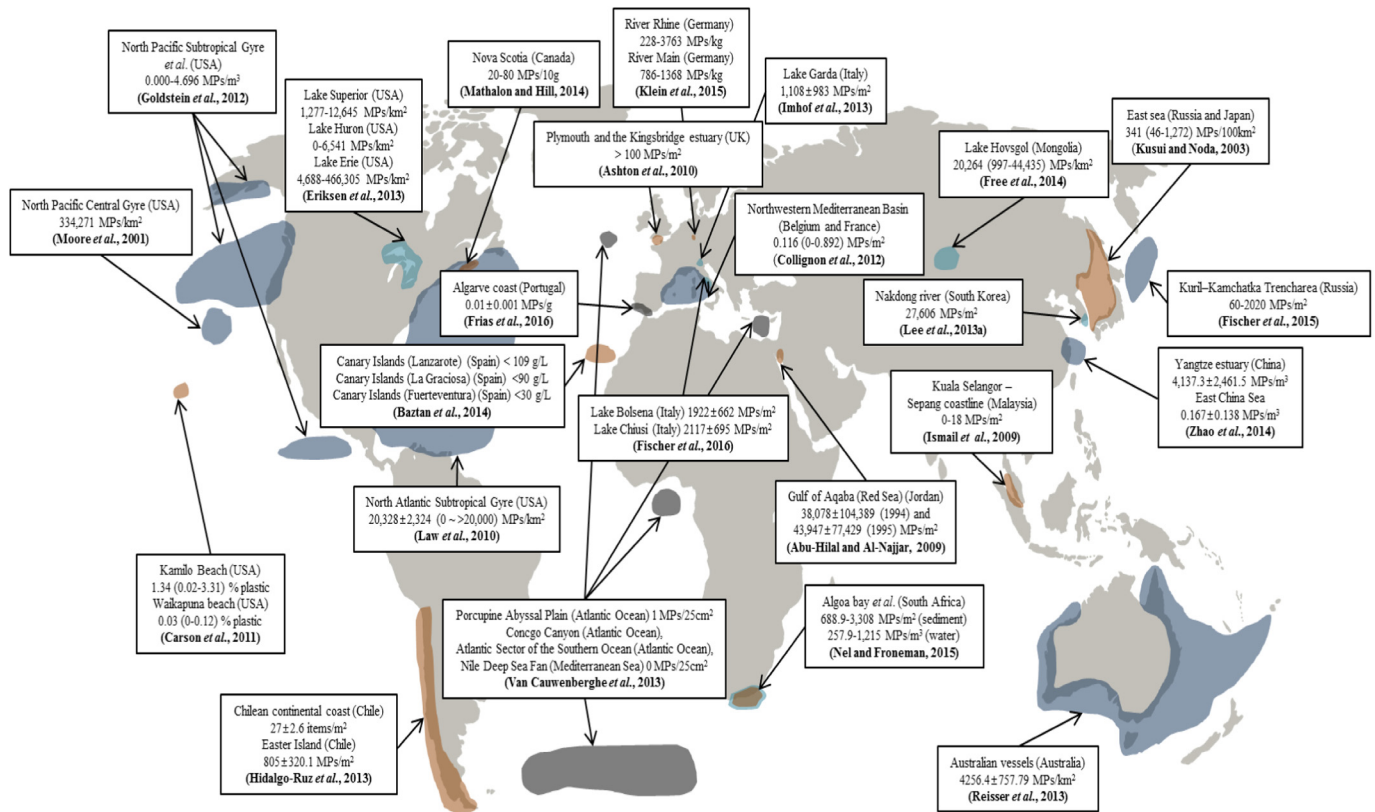 North Pacific Subtropical Gyre
et al. (USA)
0.000-4.696 MPs/m³
(Goldstein et al., 2012)
Nova Scotia (Canada)
20-80 MPs/10g
(Mathalon and Hill, 2014)
River Rhine (Germany)
228-3763 MPs/kg
River Main (Germany)
786-1368 MPs/kg
(Klein et al., 2015)
Lake Garda (Italy)
1,108±983 MPs/m²
(Imhof et al., 2013)
Lake Superior (USA)
1,277-12,645 MPs/km²
Lake Huron (USA)
0-6,541 MPs/km²
Lake Erie (USA)
4,688-466,305 MPs/km²
(Eriksen et al., 2013)
Plymouth and the Kingsbridge estuary (UK)
> 100 MPs/m²
(Ashton et al., 2010)
Lake Hovsgol (Mongolia)
20,264 (997-44,435) MPs/km²
(Free et al., 2014)
East sea (Russia and Japan)
341 (46-1,272) MPs/100km²
(Kusui and Noda, 2003)
North Pacific Central Gyre (USA)
334,271 MPs/km²
(Moore et al., 2001)
Northwestern Mediterranean Basin
(Belgium and France)
0.116 (0-0.892) MPs/m²
(Collignon et al., 2012)
Algarve coast (Portugal)
0.01±0.001 MPs/g
(Frias et al., 2016)
Nakdong river (South Korea)
27,606 MPs/m²
(Lee et al., 2013a)
Kuril–Kamchatka Trencharea (Russia)
60-2020 MPs/m²
(Fischer et al., 2015)
Canary Islands (Lanzarote) (Spain) < 109 g/L
Canary Islands (La Graciosa) (Spain) <90 g/L
Canary Islands (Fuerteventura) (Spain) <30 g/L
(Baztan et al., 2014)
Lake Bolsena (Italy) 1922±662 MPs/m²
Lake Chiusi (Italy) 2117±695 MPs/m²
(Fischer et al., 2016)
Kuala Selangor –
Sepang coastline (Malaysia)
0-18 MPs/m²
(Ismail et al., 2009)
Yangtze estuary (China)
4,137.3±2,461.5 MPs/m³
East China Sea
0.167±0.138 MPs/m³
(Zhao et al., 2014)
North Atlantic Subtropical Gyre (USA)
20,328±2,324 (0 ~ >20,000) MPs/km²
(Law et al., 2010)
Gulf of Aqaba (Red Sea) (Jordan)
38,078±104,389 (1994) and
43,947±77,429 (1995) MPs/m²
(Abu-Hilal and Al-Najjar, 2009)
Kamilo Beach (USA)
1.34 (0.02-3.31) % plastic
Waikapuna beach (USA)
0.03 (0-0.12) % plastic
(Carson et al., 2011)
Porcupine Abyssal Plain (Atlantic Ocean) 1 MPs/25cm²
Concgo Canyon (Atlantic Ocean),
Atlantic Sector of the Southern Ocean (Atlantic Ocean),
Nile Deep Sea Fan (Mediterranean Sea) 0 MPs/25cm²
(Van Cauwenberghe et al., 2013)
Algoa bay et al. (South Africa)
688.9-3,308 MPs/m² (sediment)
257.9-1,215 MPs/m³ (water)
(Nel and Froneman, 2015)
Chilean continental coast (Chile)
27±2.6 items/m²
Easter Island (Chile)
805±320.1 MPs/m²
(Hidalgo-Ruz et al., 2013)
Australian vessels (Australia)
4256.4±757.79 MPs/km²
(Reisser et al., 2013)